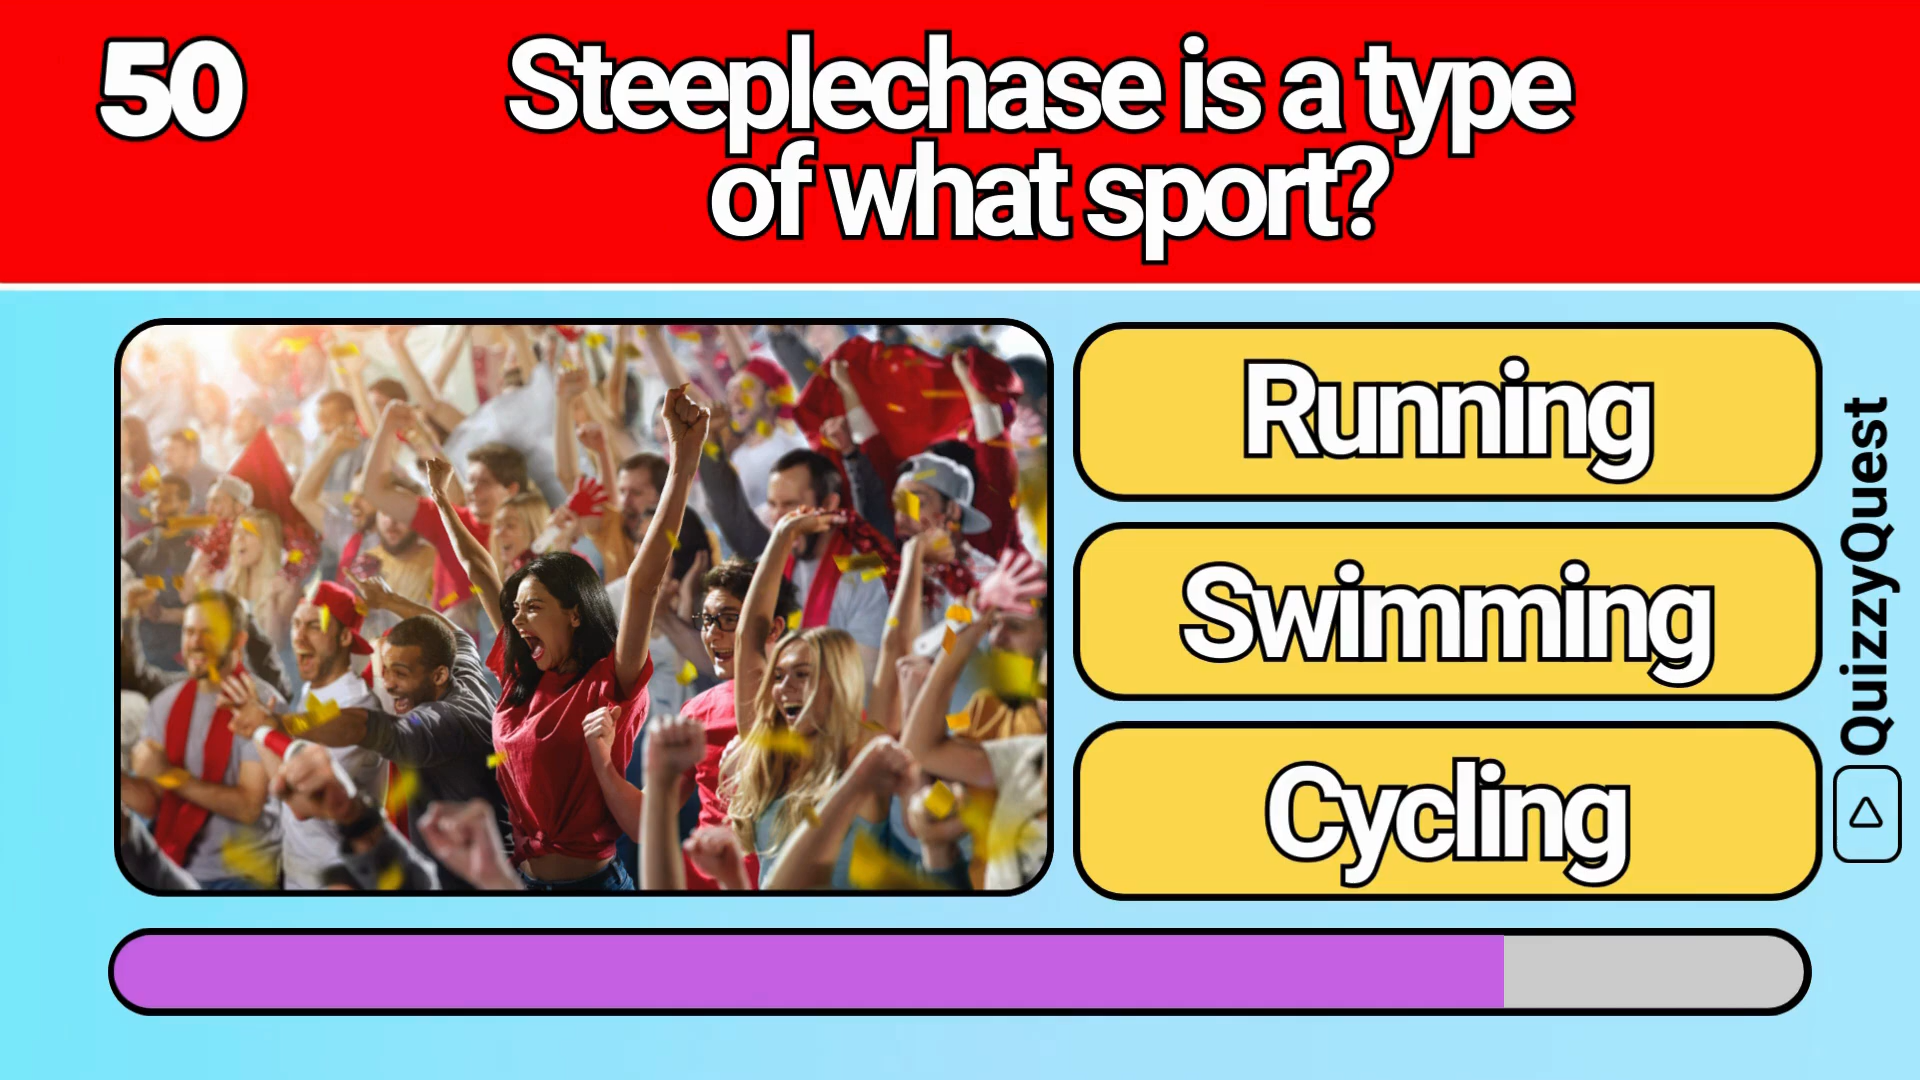 50
Steeplechase is a type
of what sport?
Running
Swimming
Cycling
QuizzyQuest